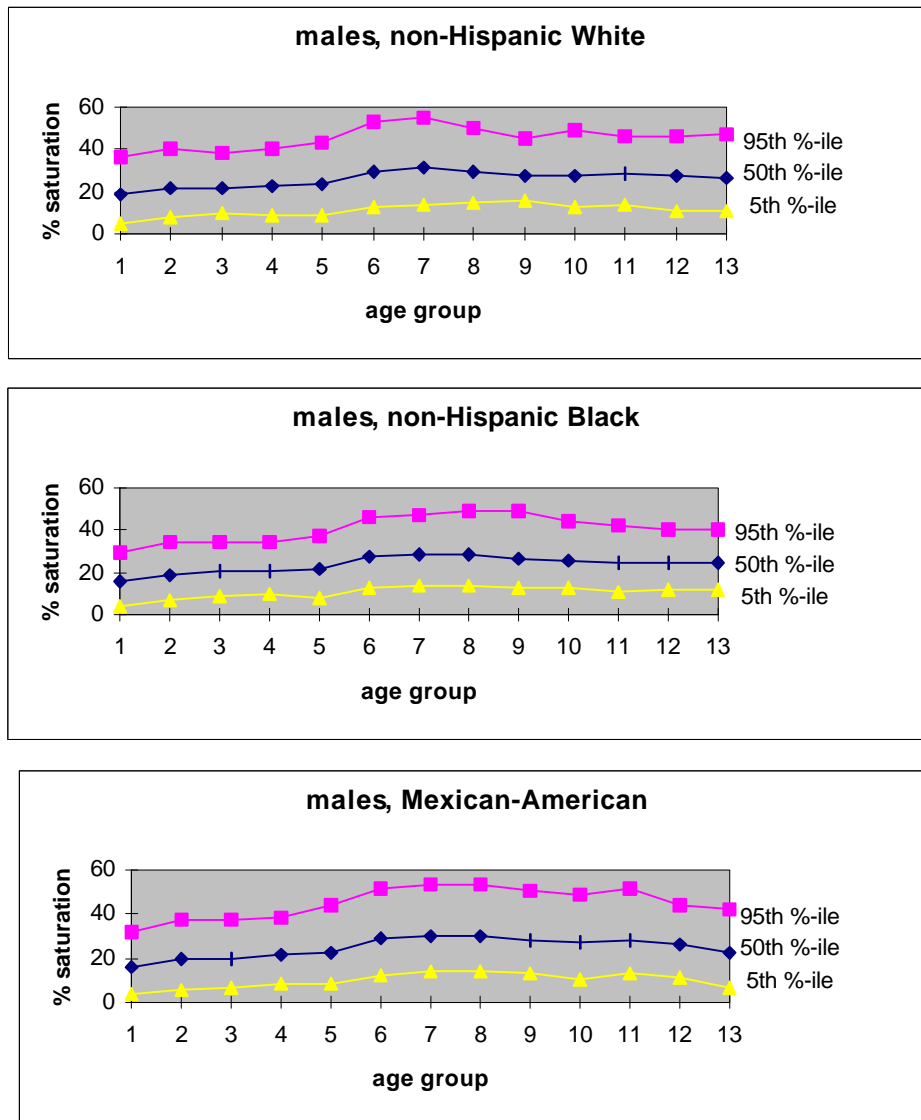 males, non-Hispanic White
60
40
20
0
% saturation
1 2 3 4 5 6 7 8 9 10 11 12 13
age group
95th %-ile
50th %-ile
5th %-ile
males, non-Hispanic Black
60
40
20
0
% saturation
1 2 3 4 5 6 7 8 9 10 11 12 13
age group
95th %-ile
50th %-ile
5th %-ile
males, Mexican-American
60
40
20
0
% saturation
1 2 3 4 5 6 7 8 9 10 11 12 13
age group
95th %-ile
50th %-ile
5th %-ile